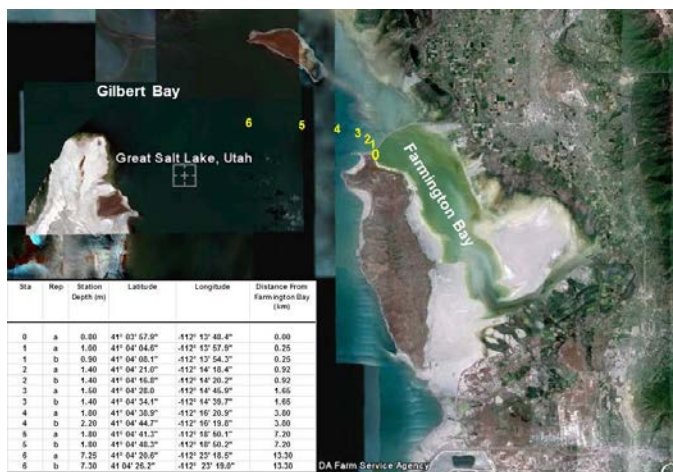 Gilbert Bay
6
5
4
3
2
1
0
Great Salt Lake, Utah
Farmington Bay
Sta Rep Station Depth (m) Latitude Longitude Distance From Farmington Bay (km)
0 a 0.80 41° 03' 57.9" -112° 13' 48.4" 0.00
1 a 1.00 41° 04' 04.6" -112° 13' 57.9" 0.25
1 b 0.90 41° 04' 08.1" -112° 13' 54.3" 0.25
2 a 1.40 41° 04' 21.0" -112° 14' 18.4" 0.92
2 b 1.40 41° 04' 16.8" -112° 14' 20.2" 0.92
3 a 1.50 41° 04' 28.0 -112° 14' 45.9" 1.65
3 b 1.40 41° 04' 34.1" -112° 14' 39.7" 1.65
4 a 1.80 41° 04' 38.9" -112° 16' 20.9" 3.80
4 b 2.20 41° 04' 44.7" -112° 16' 19.8" 3.80
5 a 1.80 41° 04' 41.3" -112° 18' 50.1" 7.20
5 b 1.80 41° 04' 48.3" -112° 18' 50.2" 7.20
6 a 7.25 41° 04' 20.6" -112° 23' 18.5" 13.30
6 b 7.30 41 04' 26.2" -112° 23' 19.0" 13.30
DA Farm Service Agency